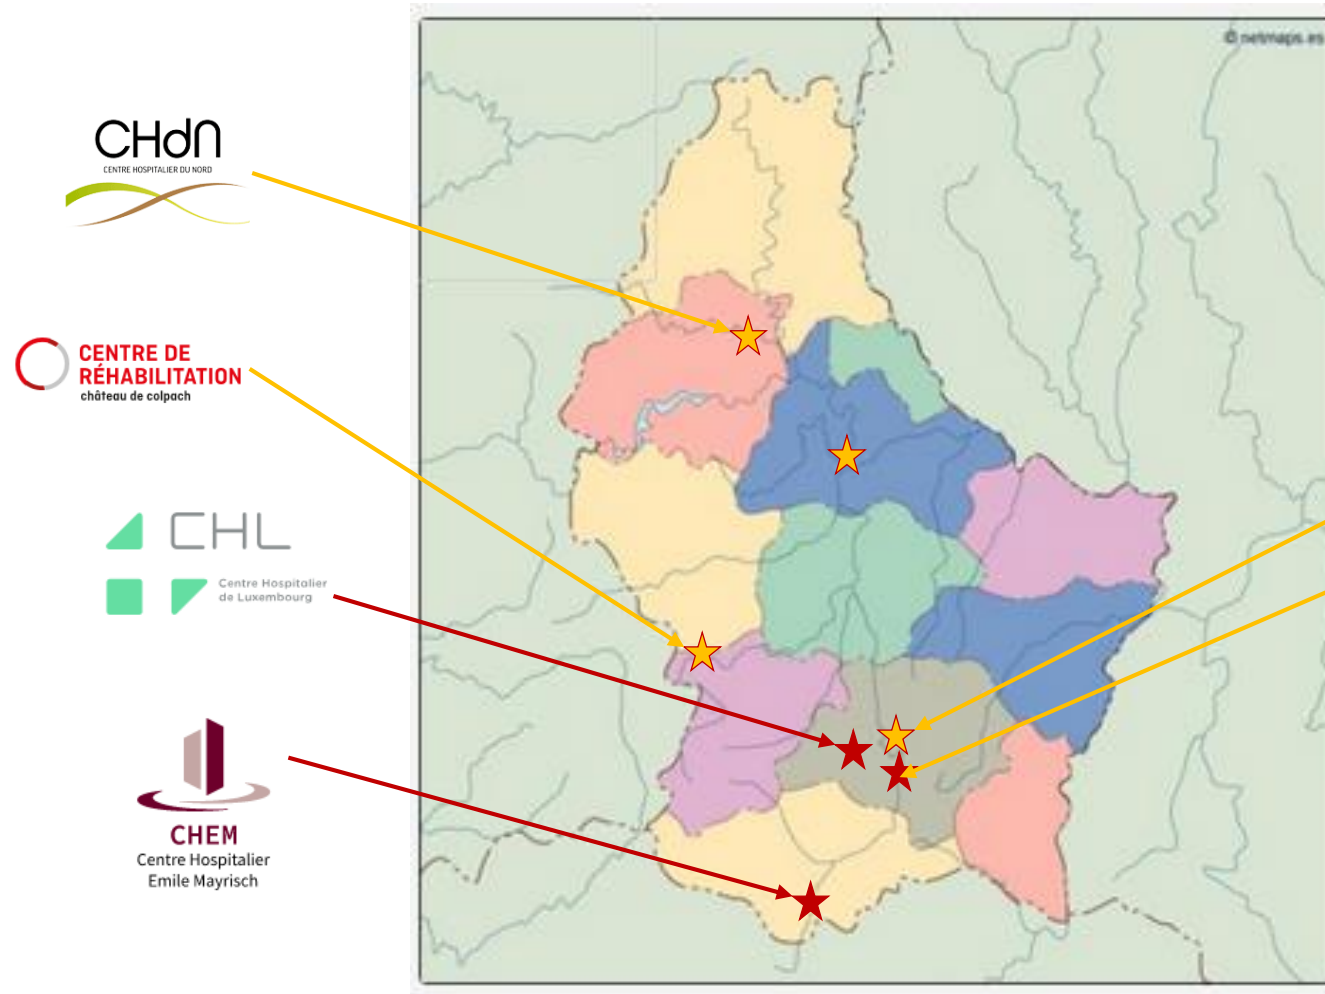 © netmaps.es
CHdN
CENTRE HOSPITALIER DU NORD
CENTRE DE
RÉHABILITATION
château de colpach
CHL
Centre Hospitalier
de Luxembourg
CHEM
Centre Hospitalier
Emile Mayrisch